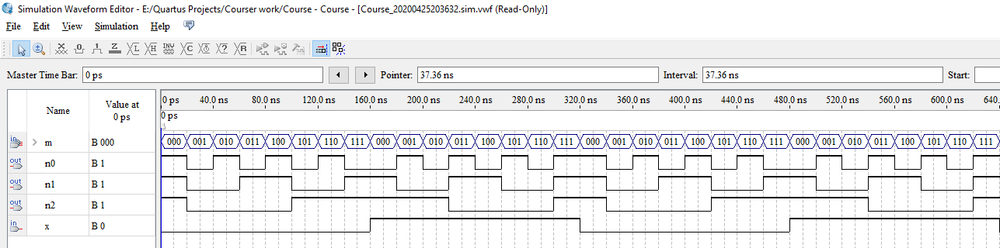 Simulation Waveform Editor - E:/Quartus Projects/Courser work/Course - Course - [Course_20200425203632.sim.vwf (Read-Only)]
File Edit View Simulation Help
Master Time Bar: 0 ps Pointer: 37.36 ns Interval: 37.36 ns Start:
Name Value at 0 ps
0 ps 40.0 ns 80.0 ns 120.0 ns 160.0 ns 200.0 ns 240.0 ns 280.0 ns 320.0 ns 360.0 ns 400.0 ns 440.0 ns 480.0 ns 520.0 ns 560.0 ns 600.0 ns 640.
0 ps
in m B 000 000 001 010 011 100 101 110 111 000 001 010 011 100 101 110 111 000 001 010 011 100 101 110 111 000 001 010 011 100 101 110 111
out n0 B 1
out n1 B 1
out n2 B 1
in x B 0